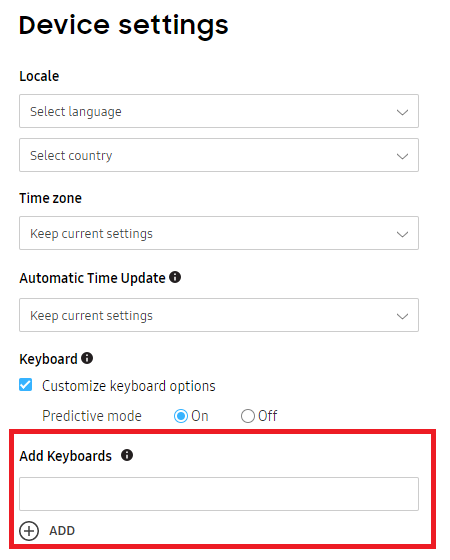 Device settings
Locale
Select language
Select country
Time zone
Keep current settings
Automatic Time Update
Keep current settings
Keyboard
Customize keyboard options
Predictive mode On Off
Add Keyboards
ADD